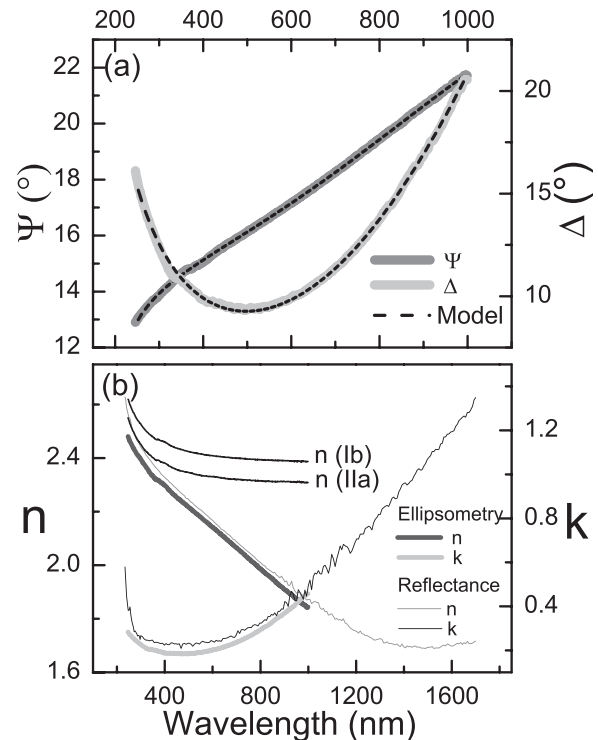 200 400 600 800 1000
(a)
22
20
18
16
14
12
Ψ (°)
20
15
10
Δ (°)
Ψ
Δ
Model
(b)
2.4
2.0
1.6
n
1.2
0.8
0.4
k
n (Ib)
n (IIa)
Ellipsometry
n
k
Reflectance
n
k
400 800 1200 1600
Wavelength (nm)